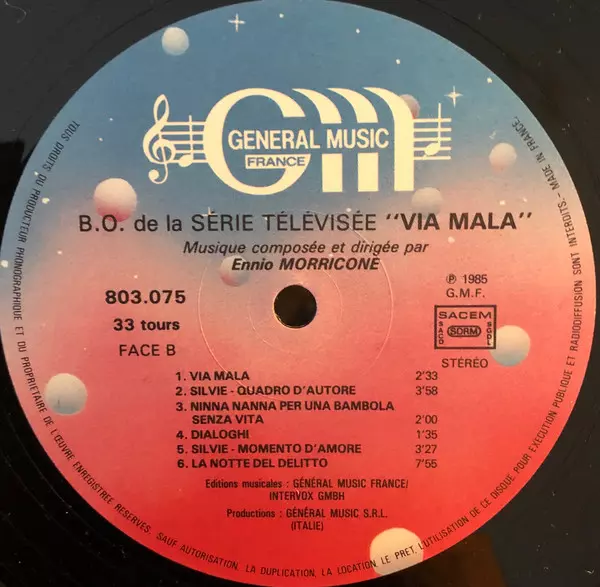 GENERAL MUSIC
FRANCE
GM
B.O. de la SÉRIE TÉLÉVISÉE "VIA MALA"
Musique composée et dirigée par
Ennio MORRICONE
803.075
33 tours
FACE B
℗ 1985
G.M.F.
SACEM
SACD SDRM SGDL
STÉRÉO
1. VIA MALA 2'33
2. SILVIE - QUADRO D'AUTORE 3'58
3. NINNA NANNA PER UNA BAMBOLA
SENZA VITA 2'00
4. DIALOGHI 1'35
5. SILVIE - MOMENTO D'AMORE 3'27
6. LA NOTTE DEL DELITTO 7'55
Editions musicales : GÉNÉRAL MUSIC FRANCE/
INTERVOX GMBH
Productions : GÉNÉRAL MUSIC S.R.L.
(ITALIE)
TOUS DROITS DU PRODUCTEUR PHONOGRAPHIQUE ET DU PROPRIETAIRE DE L'ŒUVRE ENREGISTREE RESERVES. SAUF AUTORISATION, LA DUPLICATION, LA LOCATION, LE PRET, L'UTILISATION DE CE DISQUE POUR EXECUTION PUBLIQUE ET RADIODIFFUSION SONT INTERDITS. - MADE IN FRANCE.